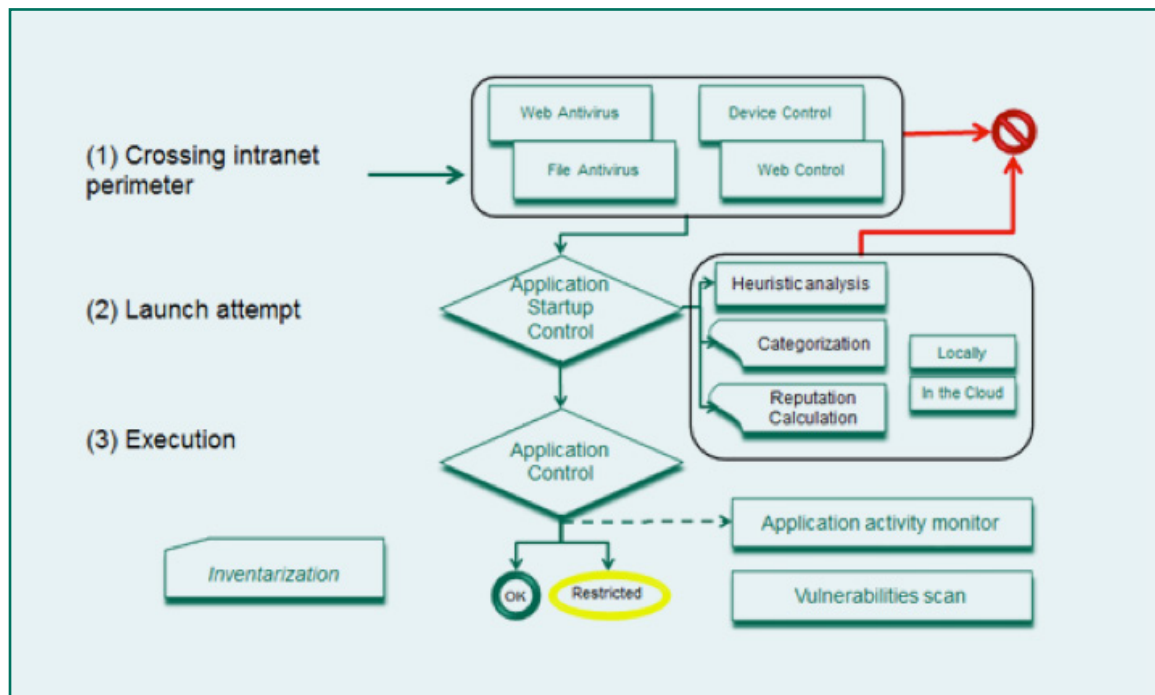 Web Antivirus
Device Control
(1) Crossing intranet
perimeter
File Antivirus
Web Control
(2) Launch attempt
Application
Startup
Control
Heuristic analysis
Categorization
Locally
In the Cloud
Reputation
Calculation
(3) Execution
Application
Control
Application activity monitor
Inventarization
OK
Restricted
Vulnerabilities scan